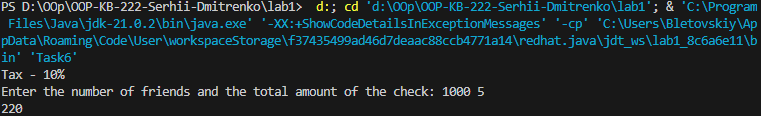 PS D:\OOp\OOP-KB-222-Serhii-Dmitrenko\lab1>  d:; cd 'd:\OOp\OOP-KB-222-Serhii-Dmitrenko\lab1'; & 'C:\Program
 Files\Java\jdk-21.0.2\bin\java.exe' '-XX:+ShowCodeDetailsInExceptionMessages' '-cp' 'C:\Users\Bletovskiy\Ap
pData\Roaming\Code\User\workspaceStorage\f37435499ad46d7deaac88ccb4771a14\redhat.java\jdt_ws\lab1_8c6a6e11\b
in' 'Task6'
Tax - 10%
Enter the number of friends and the total amount of the check: 1000 5
220